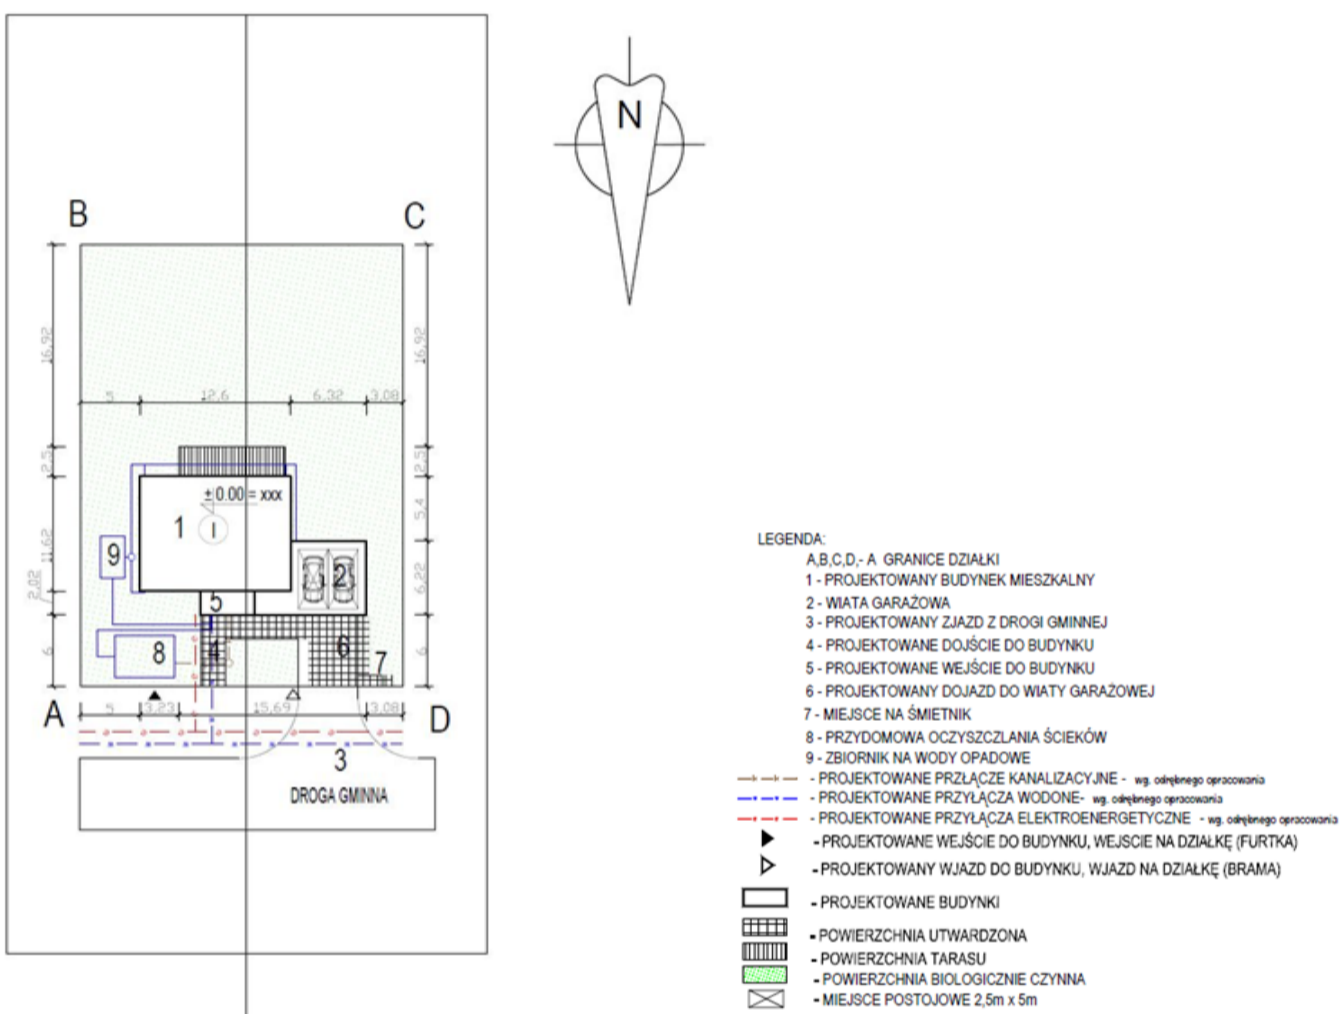 N
B
C
16,92
16,92
5
12,6
6,32
3,08
2,5
2,5
±0.00 = xxx
1
I
5,4
9
11,62
2
6,22
2,02
5
6
8
4
6
7
6
A
5
3,23
15,69
3,08
D
3
DROGA GMINNA
LEGENDA:
A,B,C,D,- A GRANICE DZIAŁKI
1 - PROJEKTOWANY BUDYNEK MIESZKALNY
2 - WIATA GARAŻOWA
3 - PROJEKTOWANY ZJAZD Z DROGI GMINNEJ
4 - PROJEKTOWANE DOJŚCIE DO BUDYNKU
5 - PROJEKTOWANE WEJŚCIE DO BUDYNKU
6 - PROJEKTOWANY DOJAZD DO WIATY GARAŻOWEJ
7 - MIEJSCE NA ŚMIETNIK
8 - PRZYDOMOWA OCZYSZCZLANIA ŚCIEKÓW
9 - ZBIORNIK NA WODY OPADOWE
- PROJEKTOWANE PRZŁĄCZE KANALIZACYJNE - wg. odrębnego opracowania
- PROJEKTOWANE PRZYŁĄCZA WODONE- wg. odrębnego opracowania
- PROJEKTOWANE PRZYŁĄCZA ELEKTROENERGETYCZNE - wg. odrębnego opracowania
- PROJEKTOWANE WEJŚCIE DO BUDYNKU, WEJSCIE NA DZIAŁKĘ (FURTKA)
- PROJEKTOWANY WJAZD DO BUDYNKU, WJAZD NA DZIAŁKĘ (BRAMA)
- PROJEKTOWANE BUDYNKI
- POWIERZCHNIA UTWARDZONA
- POWIERZCHNIA TARASU
- POWIERZCHNIA BIOLOGICZNIE CZYNNA
- MIEJSCE POSTOJOWE 2,5m x 5m